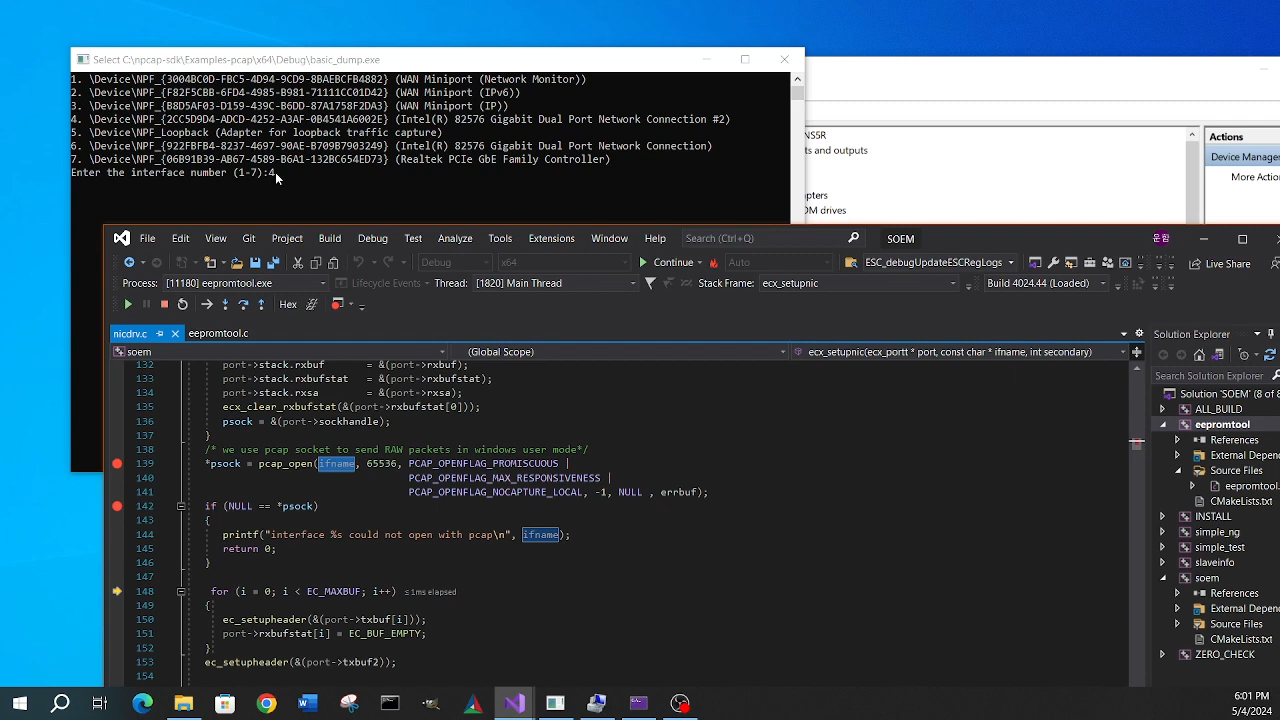 Select C:\npcap-sdk\Examples-pcap\x64\Debug\basic_dump.exe
1. \Device\NPF_{3004BC0D-FBC5-4D94-9CD9-8BAEBCFB4882} (WAN Miniport (Network Monitor))
2. \Device\NPF_{F82F5CBB-6FD4-4985-B981-71111CC01D42} (WAN Miniport (IPv6))
3. \Device\NPF_{B8D5AF03-D159-439C-B6DD-87A1758F2DA3} (WAN Miniport (IP))
4. \Device\NPF_{2CC5D9D4-ADCD-4252-A3AF-0B4541A6002E} (Intel(R) 82576 Gigabit Dual Port Network Connection #2)
5. \Device\NPF_Loopback (Adapter for loopback traffic capture)
6. \Device\NPF_{922FBFB4-8237-4697-90AE-B709B7903299} (Intel(R) 82576 Gigabit Dual Port Network Connection)
7. \Device\NPF_{06B91B39-AB67-4585-B6A1-132BC654ED73} (Realtek PCIe GbE Family Controller)
Enter the interface number (1-7):4
NS5R
ts and outputs
pters
OM drives
Actions
Device Manage
More Actio
File Edit View Git Project Build Debug Test Analyze Tools Extensions Window Help Search (Ctrl+Q) SOEM
Debug x64 Continue Auto ESC_debugUpdateESCRegLogs Live Share
Process: [11180] eepromtool.exe Lifecycle Events Thread: [1820] Main Thread Stack Frame: ecx_setupnic Build 4024.44 (Loaded)
Hex
nicdrv.c eepromtool.c
soem (Global Scope) ecx_setupnic(ecx_portt * port, const char * ifname, int secondary)
132 port->stack.rxbuf = &(port->rxbuf);
133 port->stack.rxbufstat = &(port->rxbufstat);
134 port->stack.rxsa = &(port->rxsa);
135 ecx_clear_rxbufstat(&(port->rxbufstat[0]));
136 psock = &(port->sockhandle);
137 }
138 /* we use pcap socket to send RAW packets in windows user mode*/
139 *psock = pcap_open(ifname, 65536, PCAP_OPENFLAG_PROMISCUOUS |
140 PCAP_OPENFLAG_MAX_RESPONSIVENESS |
141 PCAP_OPENFLAG_NOCAPTURE_LOCAL, -1, NULL , errbuf);
142 if (NULL == *psock)
143 {
144 printf("interface %s could not open with pcap\n", ifname);
145 return 0;
146 }
147
148 for (i = 0; i < EC_MAXBUF; i++) ≤1ms elapsed
149 {
150 ec_setupheader(&(port->txbuf[i]));
151 port->rxbufstat[i] = EC_BUF_EMPTY;
152 }
153 ec_setupheader(&(port->txbuf2));
154
Solution Explorer
Search Solution Explorer
Solution 'SOEM' (8 of 8
ALL_BUILD
eepromtool
References
External Depen
Source Files
eepromtool.
CMakeLists.txt
INSTALL
simple_ng
simple_test
slaveinfo
soem
References
External Depen
Source Files
CMakeLists.txt
ZERO_CHECK
6:01 PM
5/4/2024